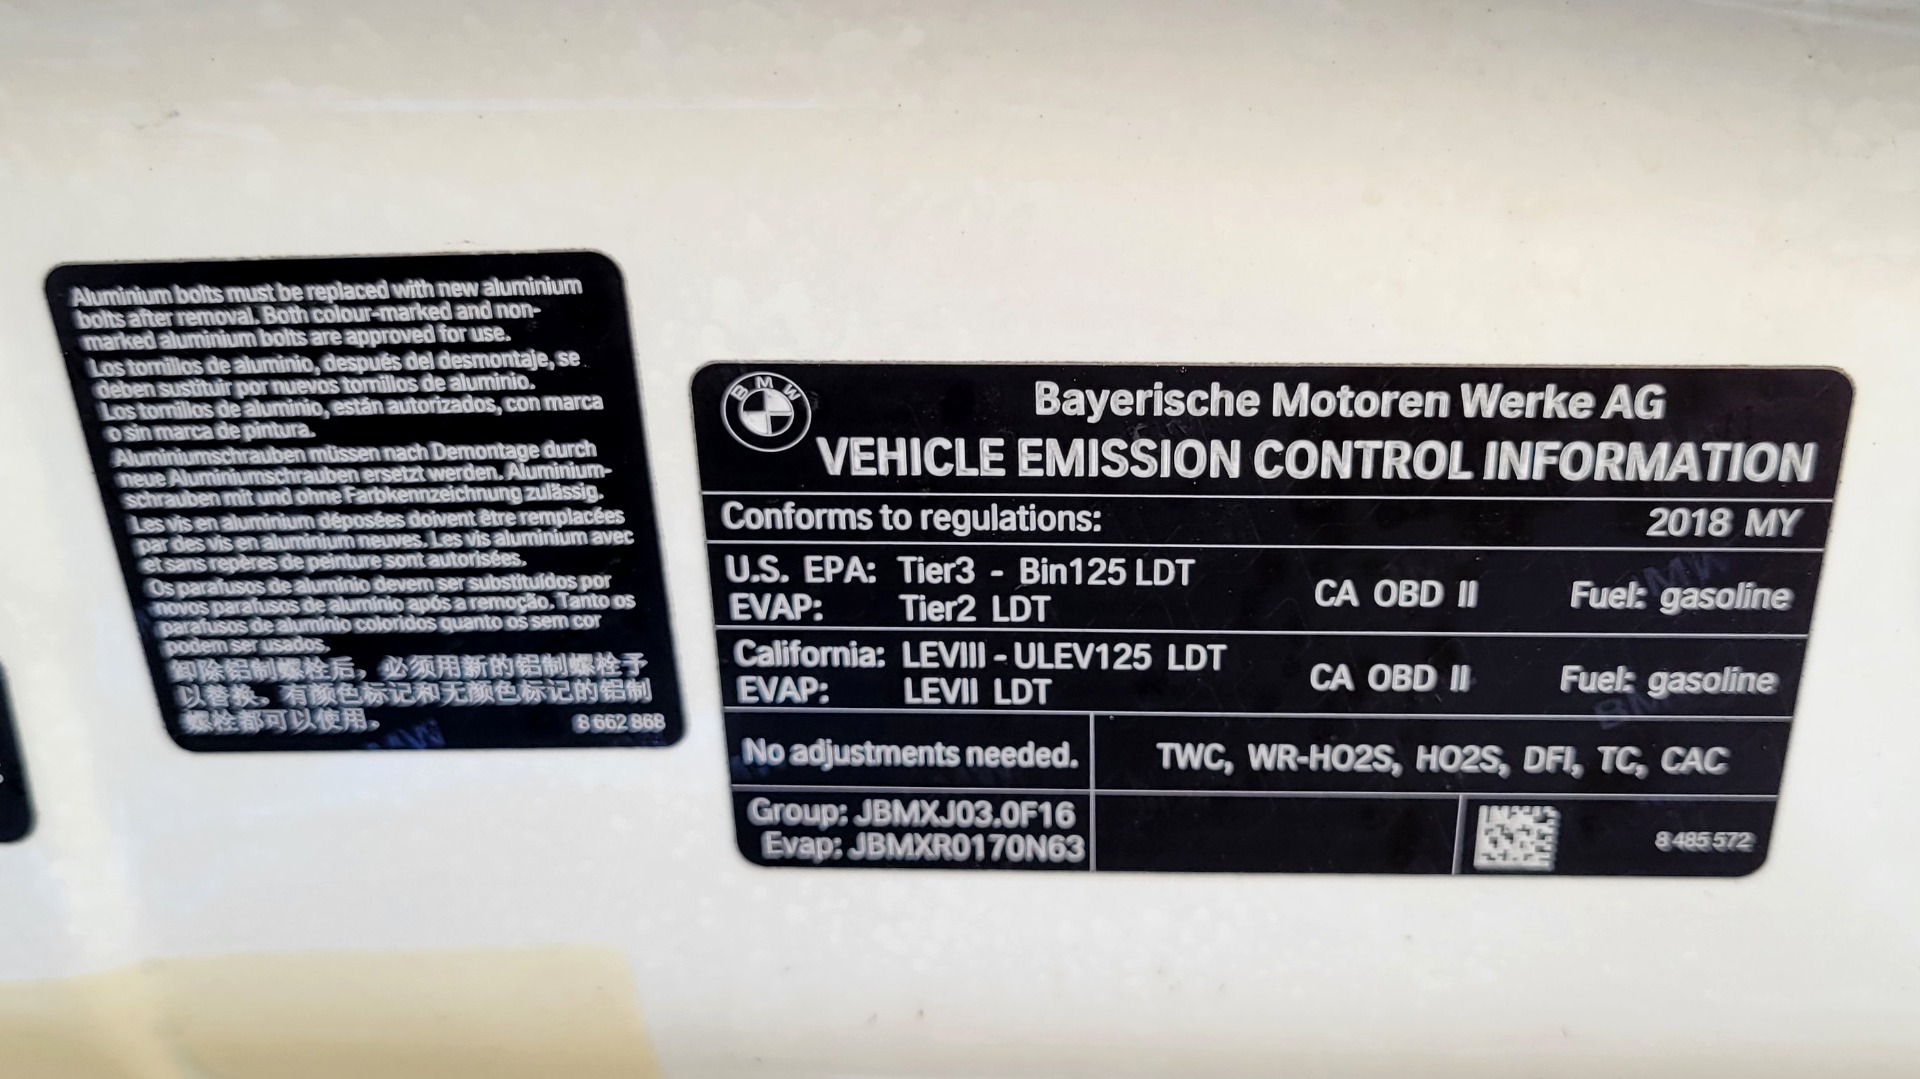 Aluminium bolts must be replaced with new aluminium
bolts after removal. Both colour-marked and non-
marked aluminium bolts are approved for use.
Los tornillos de aluminio, después del desmontaje, se
deben sustituir por nuevos tornillos de aluminio.
Los tornillos de aluminio, están autorizados, con marca
o sin marca de pintura.
Aluminiumschrauben müssen nach Demontage durch
neue Aluminiumschrauben ersetzt werden. Aluminium-
schrauben mit und ohne Farbkennzeichnung zulässig.
Les vis en aluminium déposées doivent être remplacées
par des vis en aluminium neuves. Les vis aluminium avec
et sans repères de peinture sont autorisées.
Os parafusos de alumínio devem ser substituídos por
novos parafusos de alumínio após a remoção. Tanto os
parafusos de alumínio coloridos quanto os sem cor
podem ser usados.
卸除铝制螺栓后，必须用新的铝制螺栓予
以替换。有颜色标记和无颜色标记的铝制
螺栓都可以使用。
8 662 868
BMW
Bayerische Motoren Werke AG
VEHICLE EMISSION CONTROL INFORMATION
Conforms to regulations: 2018 MY
U.S. EPA: Tier3 - Bin125 LDT
EVAP: Tier2 LDT
CA OBD II Fuel: gasoline
California: LEVIII - ULEV125 LDT
EVAP: LEVII LDT
CA OBD II Fuel: gasoline
No adjustments needed. TWC, WR-HO2S, HO2S, DFI, TC, CAC
Group: JBMXJ03.0F16
Evap: JBMXR0170N63
8 485 572